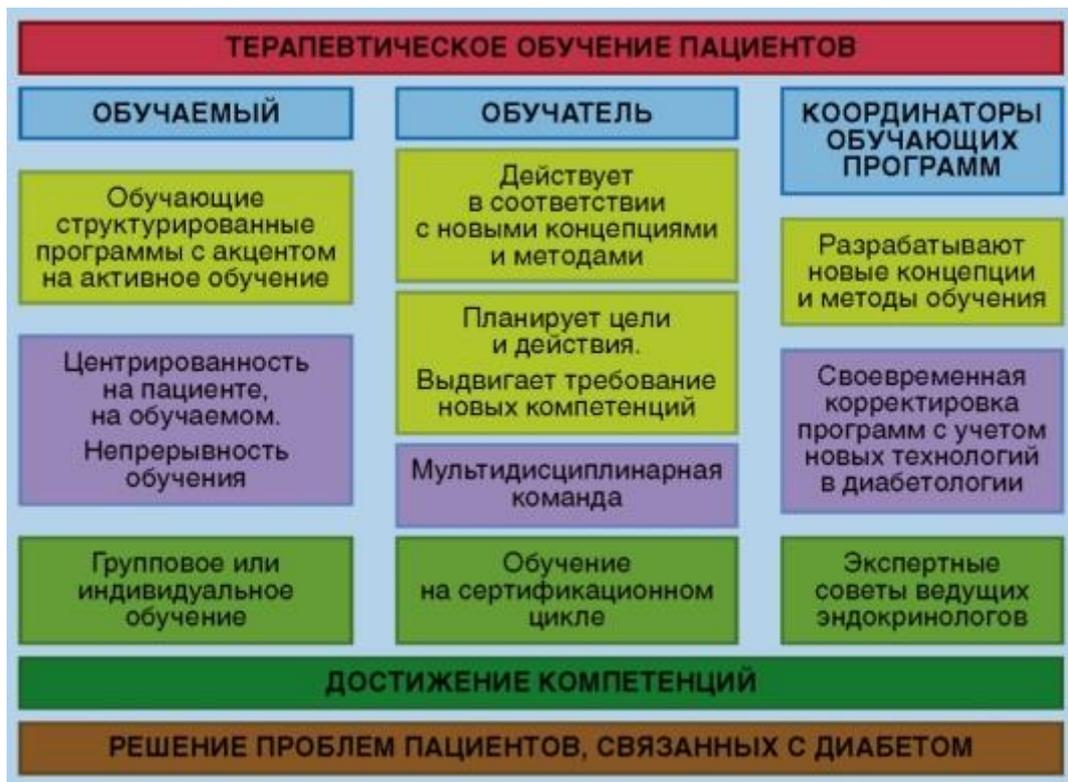 ТЕРАПЕВТИЧЕСКОЕ ОБУЧЕНИЕ ПАЦИЕНТОВ
ОБУЧАЕМЫЙ
Обучающие
структурированные
программы с акцентом
на активное обучение
Центрированность
на пациенте,
на обучаемом.
Непрерывность
обучения
Групповое или
индивидуальное
обучение
ОБУЧАТЕЛЬ
Действует
в соответствии
с новыми концепциями
и методами
Планирует цели
и действия.
Выдвигает требование
новых компетенций
Мультидисциплинарная
команда
Обучение
на сертификационном
цикле
КООРДИНАТОРЫ
ОБУЧАЮЩИХ
ПРОГРАММ
Разрабатывают
новые концепции
и методы обучения
Своевременная
корректировка
программ с учетом
новых технологий
в диабетологии
Экспертные
советы ведущих
эндокринологов
ДОСТИЖЕНИЕ КОМПЕТЕНЦИЙ
РЕШЕНИЕ ПРОБЛЕМ ПАЦИЕНТОВ, СВЯЗАННЫХ С ДИАБЕТОМ